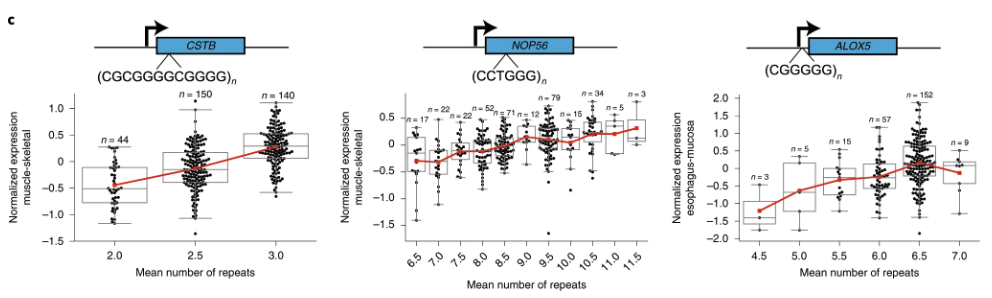 c
CSTB
(CGCGGGGCGGGG)n
n = 44
n = 150
n = 140
1.0
0.5
0
−0.5
−1.0
−1.5
Normalized expression
muscle-skeletal
2.0 2.5 3.0
Mean number of repeats
NOP56
(CCTGGG)n
n = 17
n = 22
n = 22
n = 52
n = 71
n = 12
n = 79
n = 15
n = 34
n = 5
n = 3
0.5
0
−0.5
−1.0
−1.5
Normalized expression
muscle-skeletal
6.5 7.0 7.5 8.0 8.5 9.0 9.5 10.0 10.5 11.0 11.5
Mean number of repeats
ALOX5
(CGGGGG)n
n = 3
n = 5
n = 15
n = 57
n = 152
n = 9
2.0
1.5
1.0
0.5
0
−0.5
−1.0
−1.5
−2.0
Normalized expression
esophagus-mucosa
4.5 5.0 5.5 6.0 6.5 7.0
Mean number of repeats